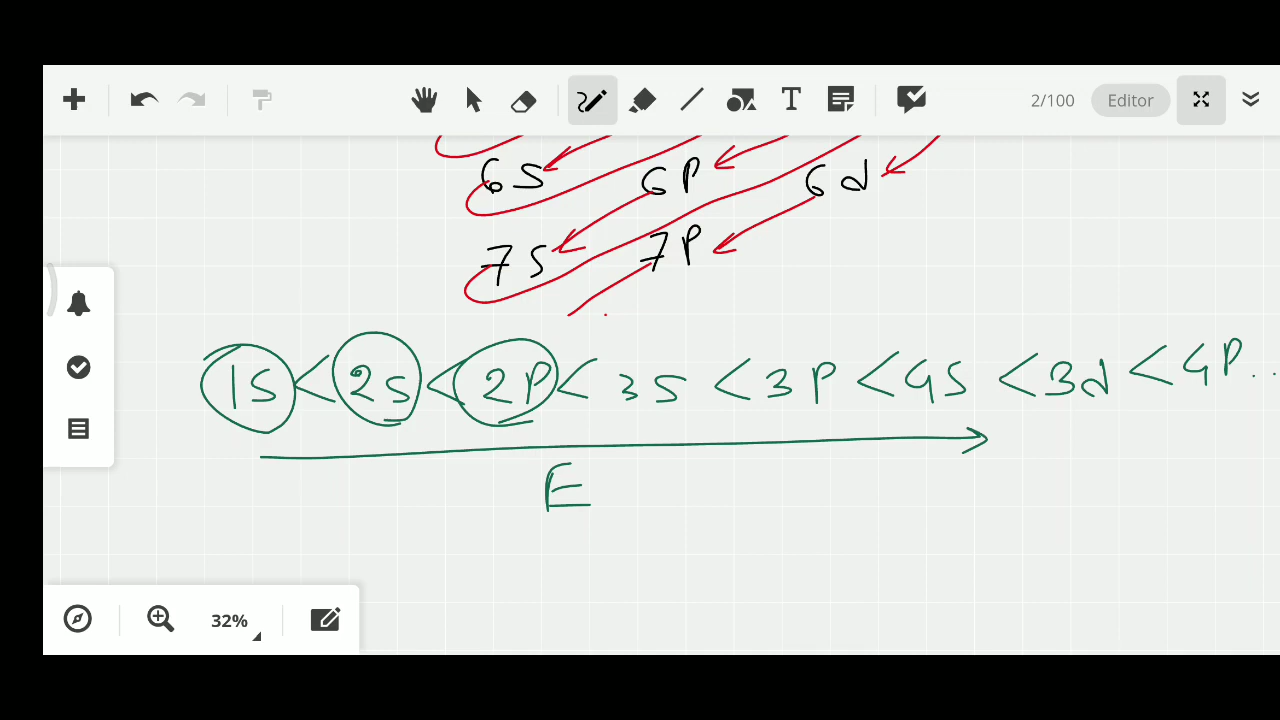 2/100 Editor
6s 6P 6d
7s 7P
1s < 2s < 2P < 3s < 3P < 4s < 3d < 4P...
E
32%